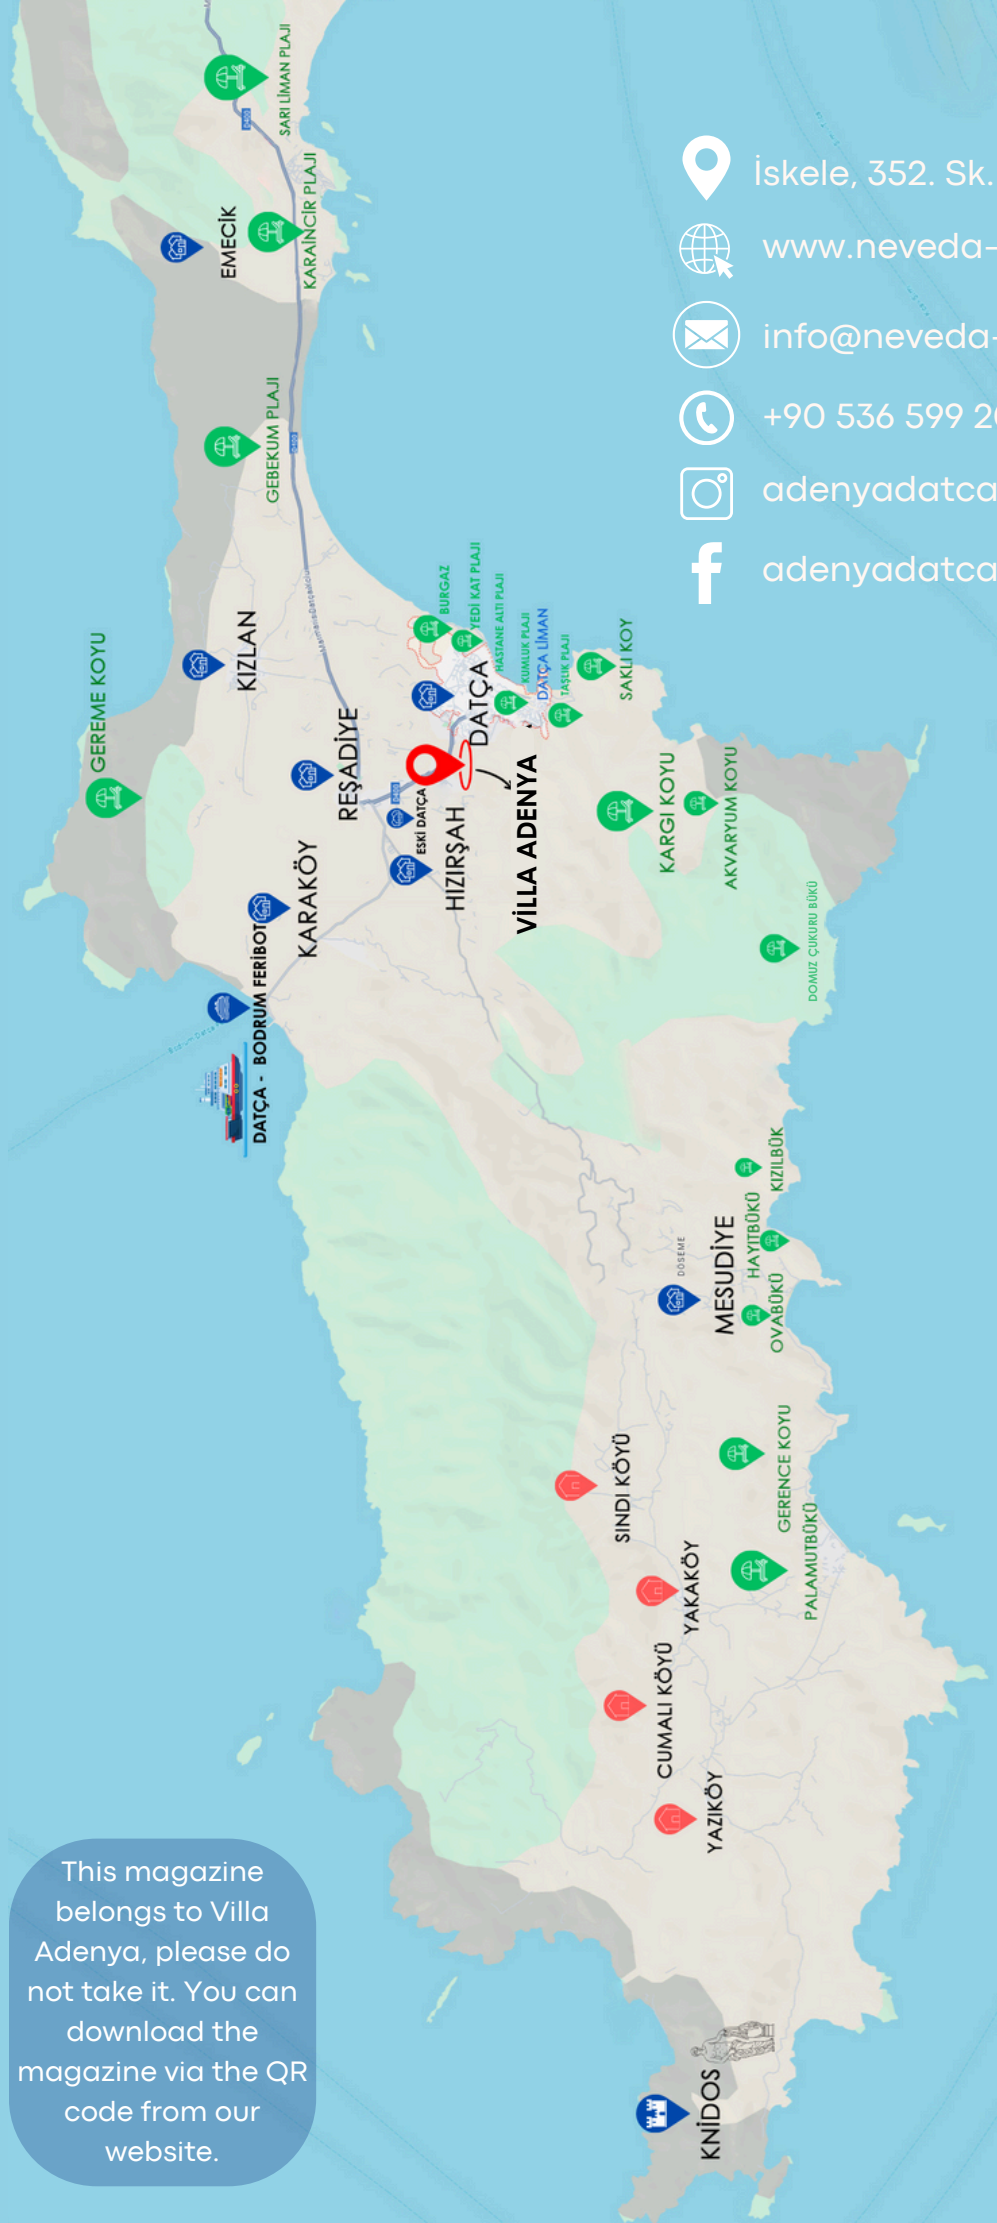 İskele, 352. Sk.
www.neveda-
info@neveda-
+90 536 599 20
adenyadatca
adenyadatca
SARI LİMAN PLAJI
D400
EMECİK
KARAİNCİR PLAJI
GEBEKUM PLAJI
D400
GEREME KOYU
KIZLAN
BURGAZ
YEDİ KAT PLAJI
HASTANE ALTI PLAJI
KUMLUK PLAJI
DATÇA LİMAN
TAŞLIK PLAJI
SAKLI KOY
DATÇA
REŞADİYE
D400
ESKİ DATÇA
HIZIRŞAH
VİLLA ADENYA
KARAKÖY
KARGI KOYU
AKVARYUM KOYU
DOMUZ ÇUKURU BÜKÜ
DATÇA - BODRUM FERİBOT
KIZILBÜK
HAYITBÜKÜ
OVABÜKÜ
DÖŞEME
MESUDİYE
GERENCE KOYU
PALAMUTBÜKÜ
SINDI KÖYÜ
YAKAKÖY
CUMALI KÖYÜ
YAZIKÖY
KNİDOS
This magazine
belongs to Villa
Adenya, please do
not take it. You can
download the
magazine via the QR
code from our
website.